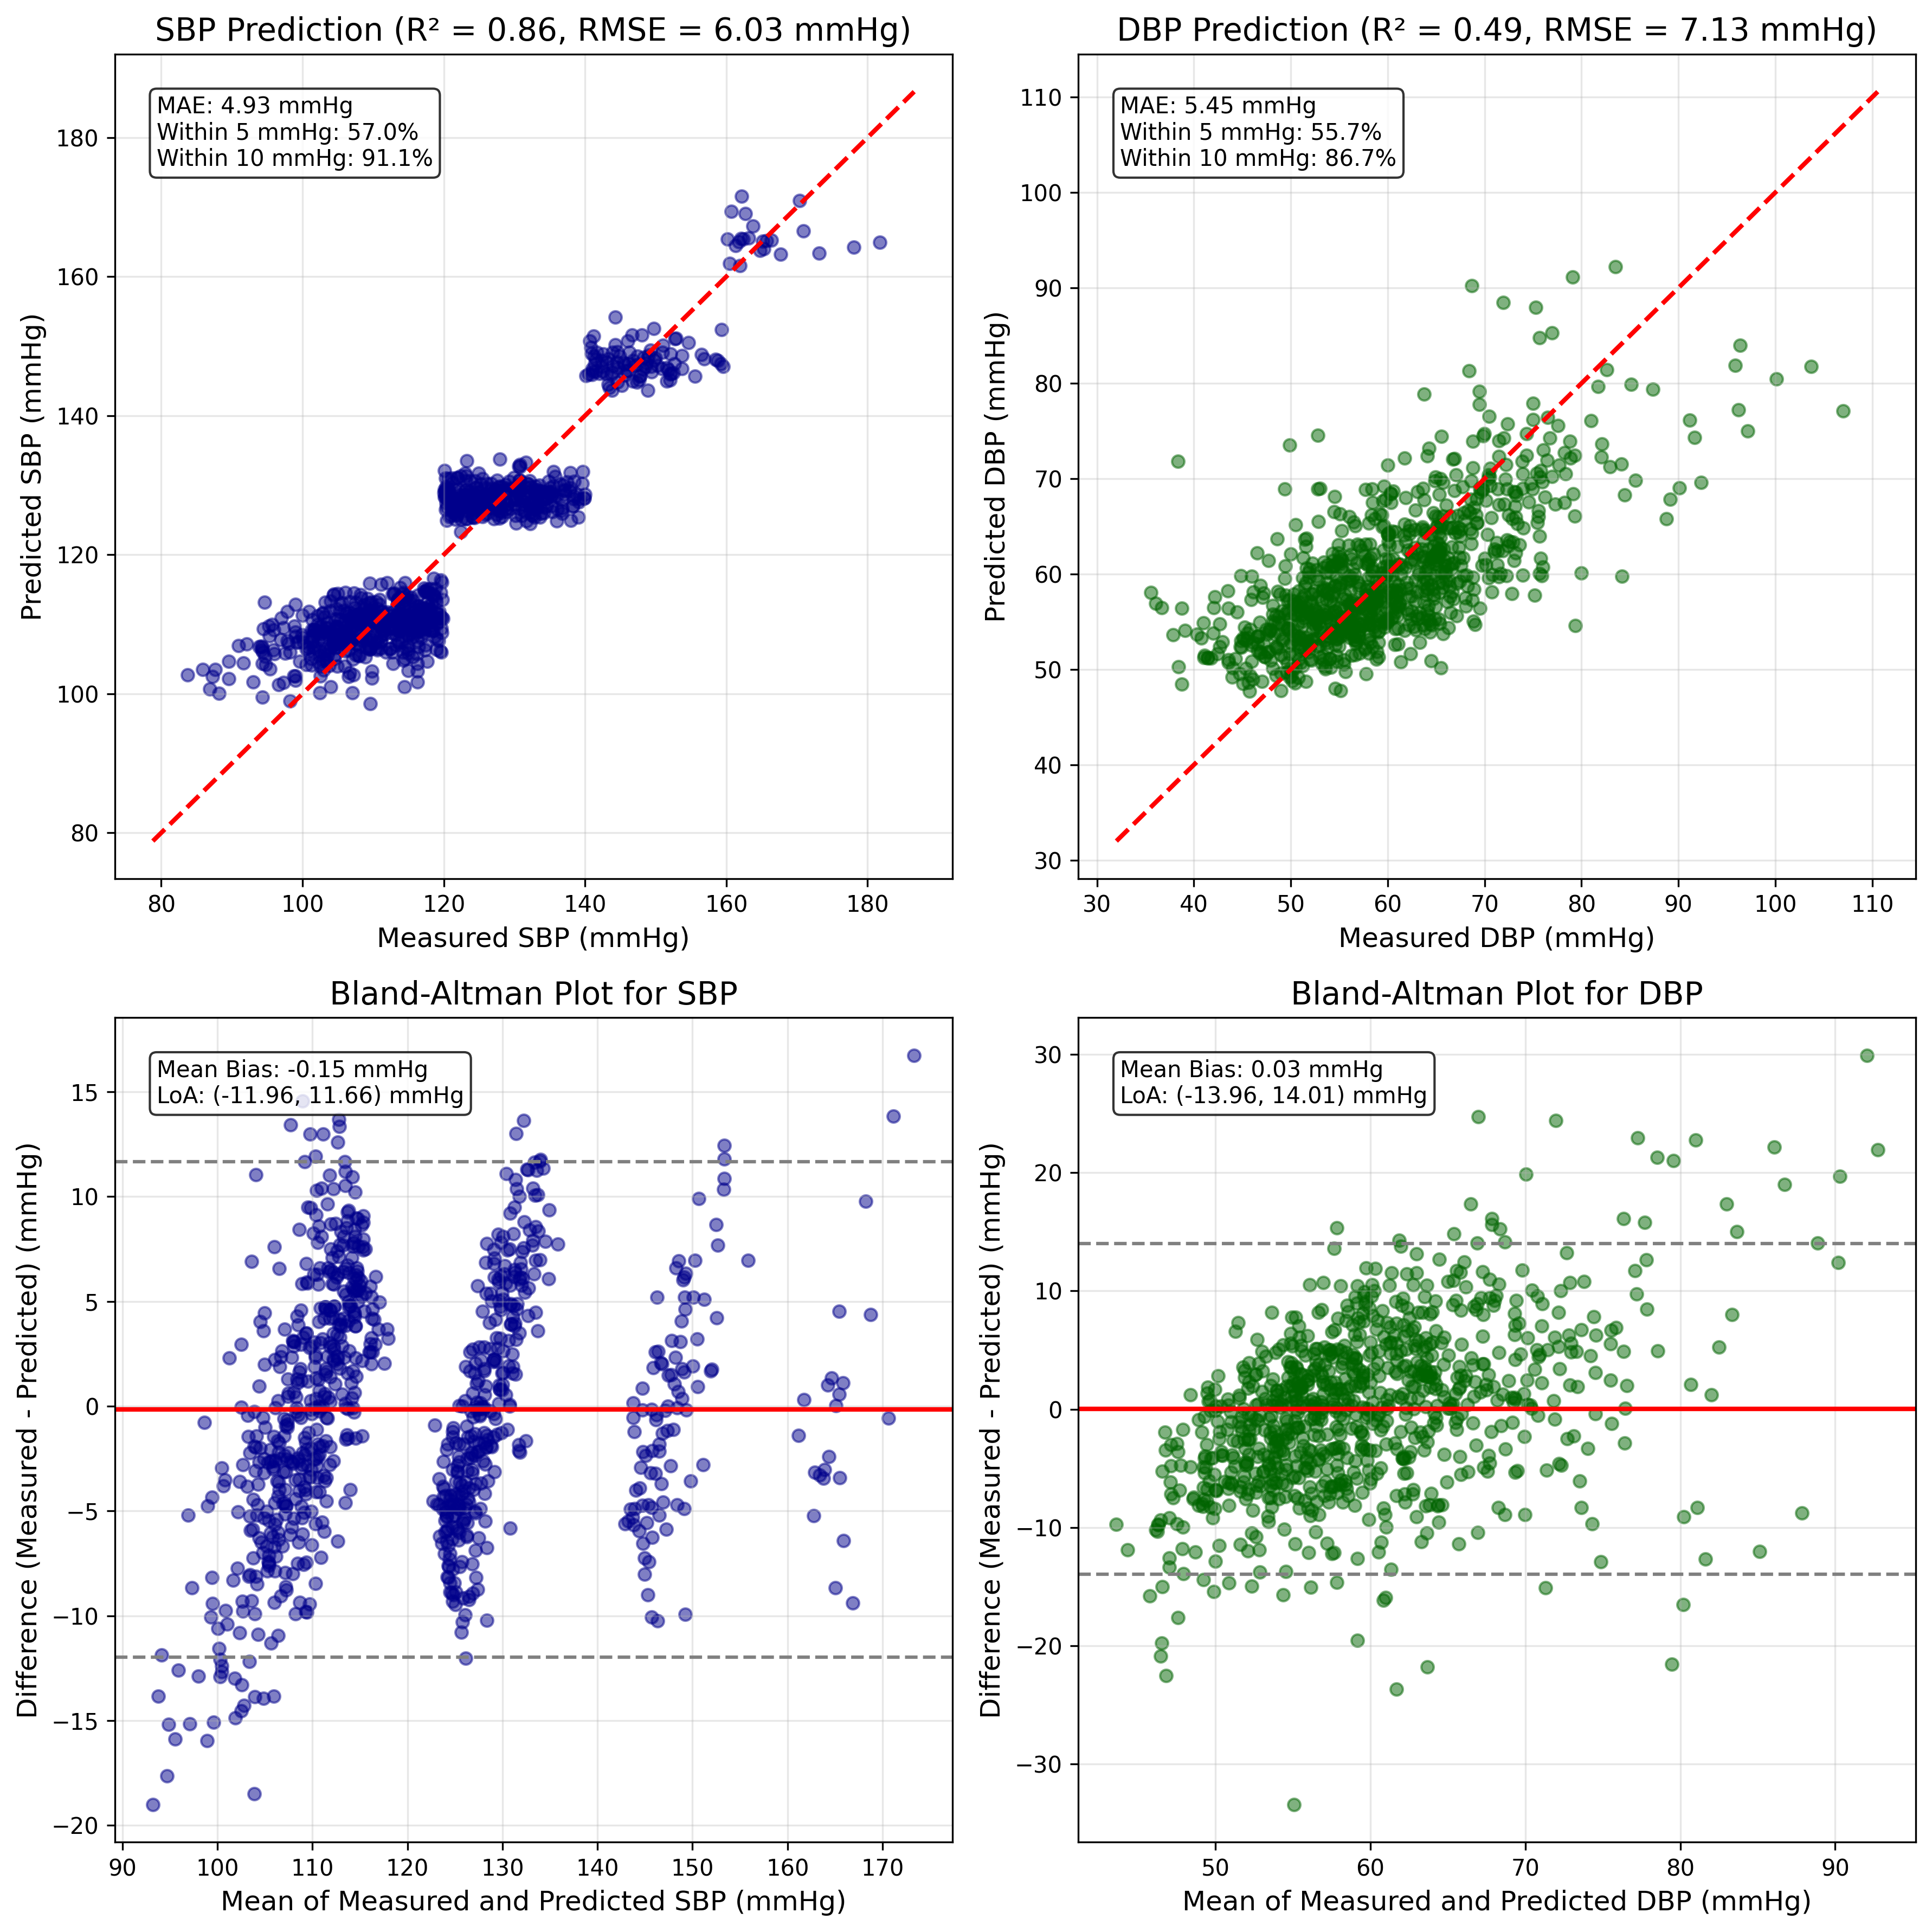 SBP Prediction (R² = 0.86, RMSE = 6.03 mmHg)
MAE: 4.93 mmHg
Within 5 mmHg: 57.0%
Within 10 mmHg: 91.1%
Predicted SBP (mmHg)
180
160
140
120
100
80
80 100 120 140 160 180
Measured SBP (mmHg)
DBP Prediction (R² = 0.49, RMSE = 7.13 mmHg)
MAE: 5.45 mmHg
Within 5 mmHg: 55.7%
Within 10 mmHg: 86.7%
Predicted DBP (mmHg)
110
100
90
80
70
60
50
40
30
30 40 50 60 70 80 90 100 110
Measured DBP (mmHg)
Bland-Altman Plot for SBP
Mean Bias: -0.15 mmHg
LoA: (-11.96, 11.66) mmHg
Difference (Measured - Predicted) (mmHg)
15
10
5
0
−5
−10
−15
−20
90 100 110 120 130 140 150 160 170
Mean of Measured and Predicted SBP (mmHg)
Bland-Altman Plot for DBP
Mean Bias: 0.03 mmHg
LoA: (-13.96, 14.01) mmHg
Difference (Measured - Predicted) (mmHg)
30
20
10
0
−10
−20
−30
50 60 70 80 90
Mean of Measured and Predicted DBP (mmHg)